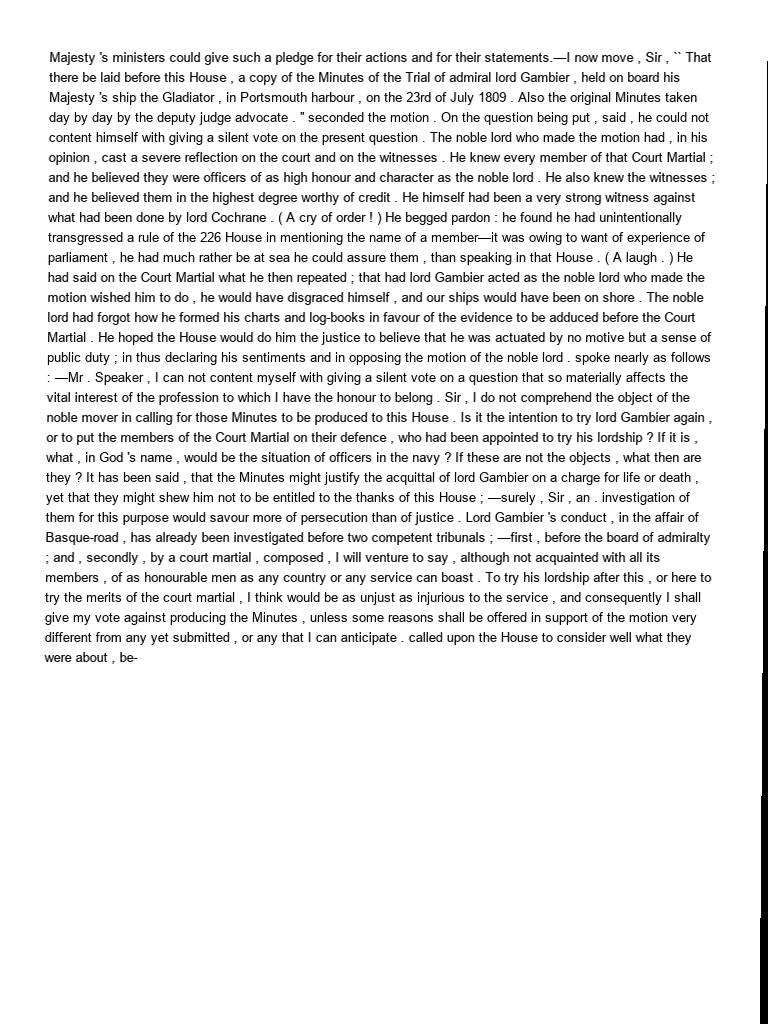 Majesty 's ministers could give such a pledge for their actions and for their statements.—I now move , Sir , `` That
there be laid before this House , a copy of the Minutes of the Trial of admiral lord Gambier , held on board his
Majesty 's ship the Gladiator , in Portsmouth harbour , on the 23rd of July 1809 . Also the original Minutes taken
day by day by the deputy judge advocate . " seconded the motion . On the question being put , said , he could not
content himself with giving a silent vote on the present question . The noble lord who made the motion had , in his
opinion , cast a severe reflection on the court and on the witnesses . He knew every member of that Court Martial ;
and he believed they were officers of as high honour and character as the noble lord . He also knew the witnesses ;
and he believed them in the highest degree worthy of credit . He himself had been a very strong witness against
what had been done by lord Cochrane . ( A cry of order ! ) He begged pardon : he found he had unintentionally
transgressed a rule of the 226 House in mentioning the name of a member—it was owing to want of experience of
parliament , he had much rather be at sea he could assure them , than speaking in that House . ( A laugh . ) He
had said on the Court Martial what he then repeated ; that had lord Gambier acted as the noble lord who made the
motion wished him to do , he would have disgraced himself , and our ships would have been on shore . The noble
lord had forgot how he formed his charts and log-books in favour of the evidence to be adduced before the Court
Martial . He hoped the House would do him the justice to believe that he was actuated by no motive but a sense of
public duty ; in thus declaring his sentiments and in opposing the motion of the noble lord . spoke nearly as follows
: —Mr . Speaker , I can not content myself with giving a silent vote on a question that so materially affects the
vital interest of the profession to which I have the honour to belong . Sir , I do not comprehend the object of the
noble mover in calling for those Minutes to be produced to this House . Is it the intention to try lord Gambier again ,
or to put the members of the Court Martial on their defence , who had been appointed to try his lordship ? If it is ,
what , in God 's name , would be the situation of officers in the navy ? If these are not the objects , what then are
they ? It has been said , that the Minutes might justify the acquittal of lord Gambier on a charge for life or death ,
yet that they might shew him not to be entitled to the thanks of this House ; —surely , Sir , an . investigation of
them for this purpose would savour more of persecution than of justice . Lord Gambier 's conduct , in the affair of
Basque-road , has already been investigated before two competent tribunals ; —first , before the board of admiralty
; and , secondly , by a court martial , composed , I will venture to say , although not acquainted with all its
members , of as honourable men as any country or any service can boast . To try his lordship after this , or here to
try the merits of the court martial , I think would be as unjust as injurious to the service , and consequently I shall
give my vote against producing the Minutes , unless some reasons shall be offered in support of the motion very
different from any yet submitted , or any that I can anticipate . called upon the House to consider well what they
were about , be-